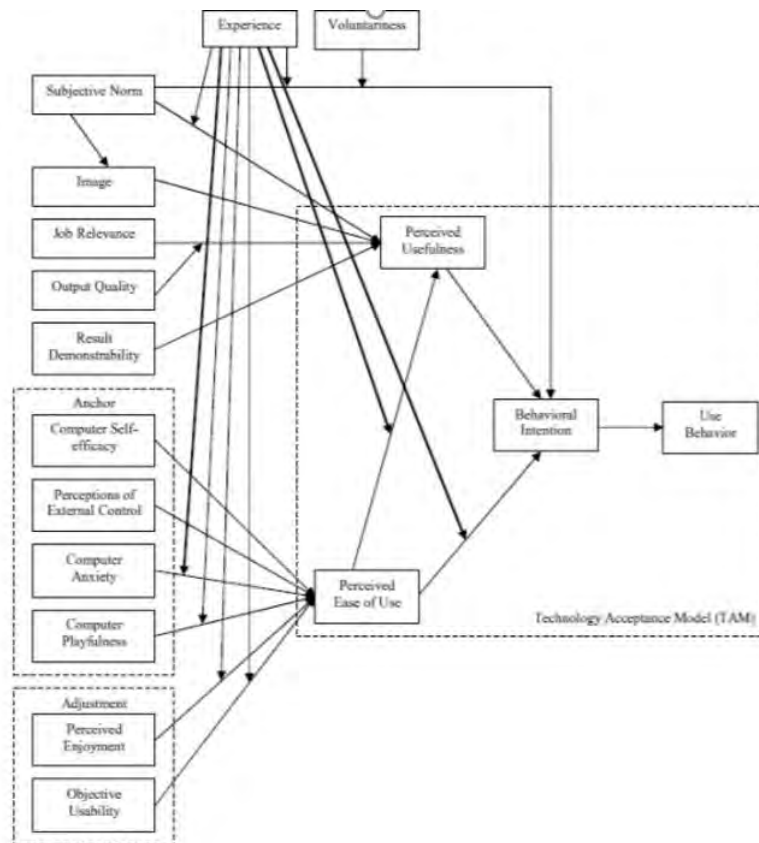 Experience
Voluntariness
Subjective Norm
Image
Job Relevance
Perceived
Usefulness
Output Quality
Result
Demonstrability
Anchor
Computer Self-
efficacy
Behavioral
Intention
Use
Behavior
Perceptions of
External Control
Computer
Anxiety
Perceived
Ease of Use
Computer
Playfulness
Technology Acceptance Model (TAM)
Adjustment
Perceived
Enjoyment
Objective
Usability